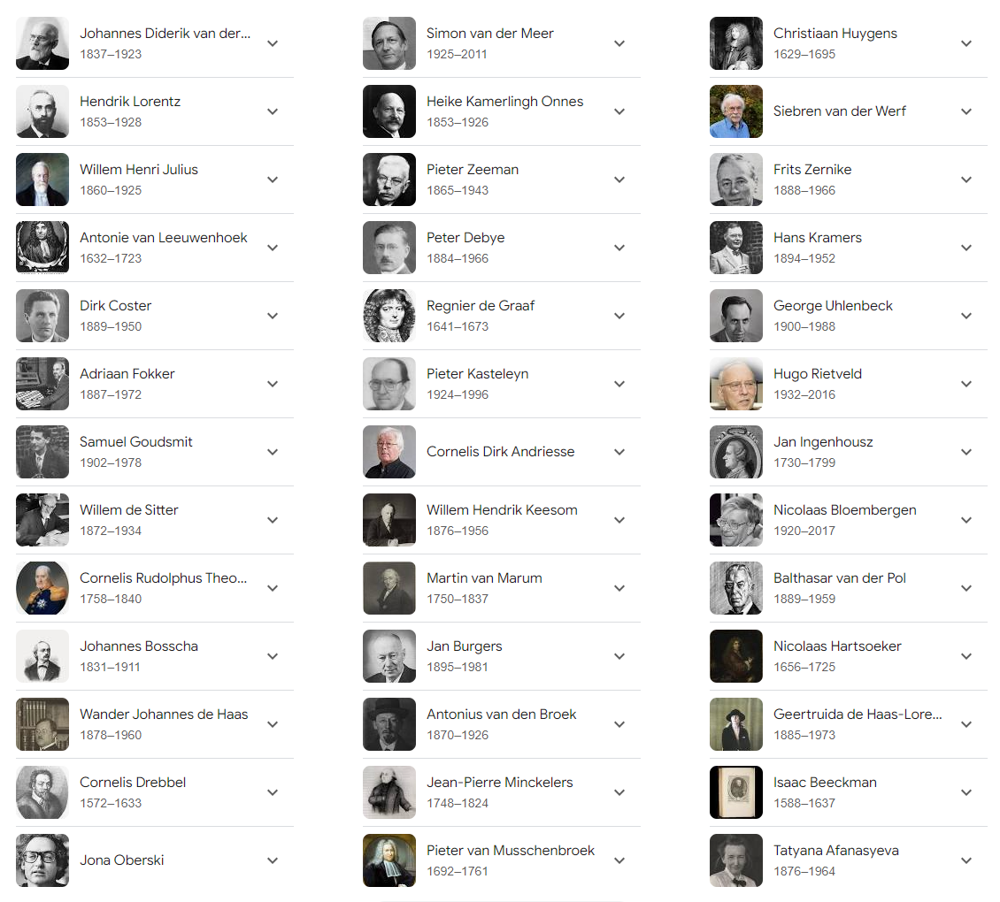 Johannes Diderik van der...
1837–1923
Simon van der Meer
1925–2011
Christiaan Huygens
1629–1695
Hendrik Lorentz
1853–1928
Heike Kamerlingh Onnes
1853–1926
Siebren van der Werf
Willem Henri Julius
1860–1925
Pieter Zeeman
1865–1943
Frits Zernike
1888–1966
Antonie van Leeuwenhoek
1632–1723
Peter Debye
1884–1966
Hans Kramers
1894–1952
Dirk Coster
1889–1950
Regnier de Graaf
1641–1673
George Uhlenbeck
1900–1988
Adriaan Fokker
1887–1972
Pieter Kasteleyn
1924–1996
Hugo Rietveld
1932–2016
Samuel Goudsmit
1902–1978
Cornelis Dirk Andriesse
Jan Ingenhousz
1730–1799
Willem de Sitter
1872–1934
Willem Hendrik Keesom
1876–1956
Nicolaas Bloembergen
1920–2017
Cornelis Rudolphus Theo...
1758–1840
Martin van Marum
1750–1837
Balthasar van der Pol
1889–1959
Johannes Bosscha
1831–1911
Jan Burgers
1895–1981
Nicolaas Hartsoeker
1656–1725
Wander Johannes de Haas
1878–1960
Antonius van den Broek
1870–1926
Geertruida de Haas-Lore...
1885–1973
Cornelis Drebbel
1572–1633
Jean-Pierre Minckelers
1748–1824
Isaac Beeckman
1588–1637
Jona Oberski
Pieter van Musschenbroek
1692–1761
Tatyana Afanasyeva
1876–1964